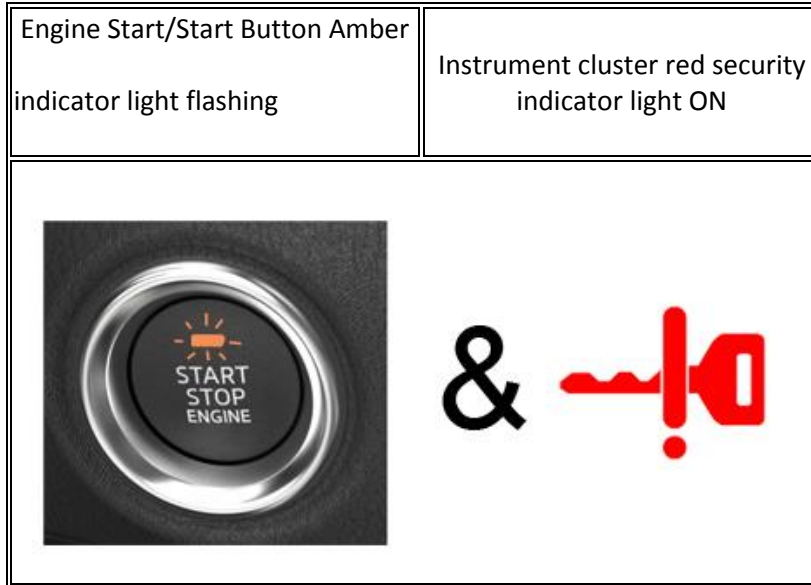 Engine Start/Start Button Amber
indicator light flashing
Instrument cluster red security
indicator light ON
START
STOP
ENGINE
&